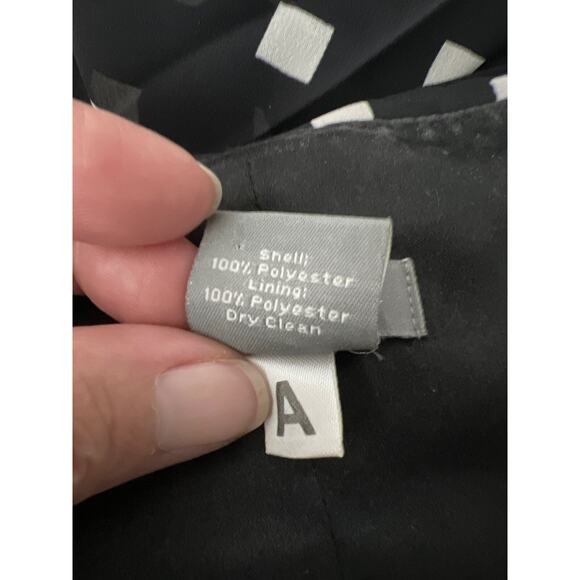 Shell:
100% Polyester
Lining:
100% Polyester
Dry Clean
A